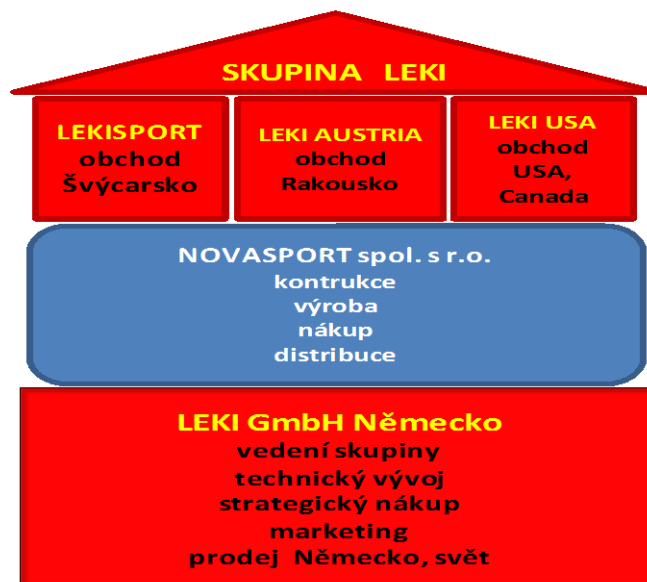 SKUPINA LEKI
LEKISPORT
obchod
Švýcarsko
LEKI AUSTRIA
obchod
Rakousko
LEKI USA
obchod
USA,
Canada
NOVASPORT spol. s r.o.
kontrukce
výroba
nákup
distribuce
LEKI GmbH Německo
vedení skupiny
technický vývoj
strategický nákup
marketing
prodej Německo, svět